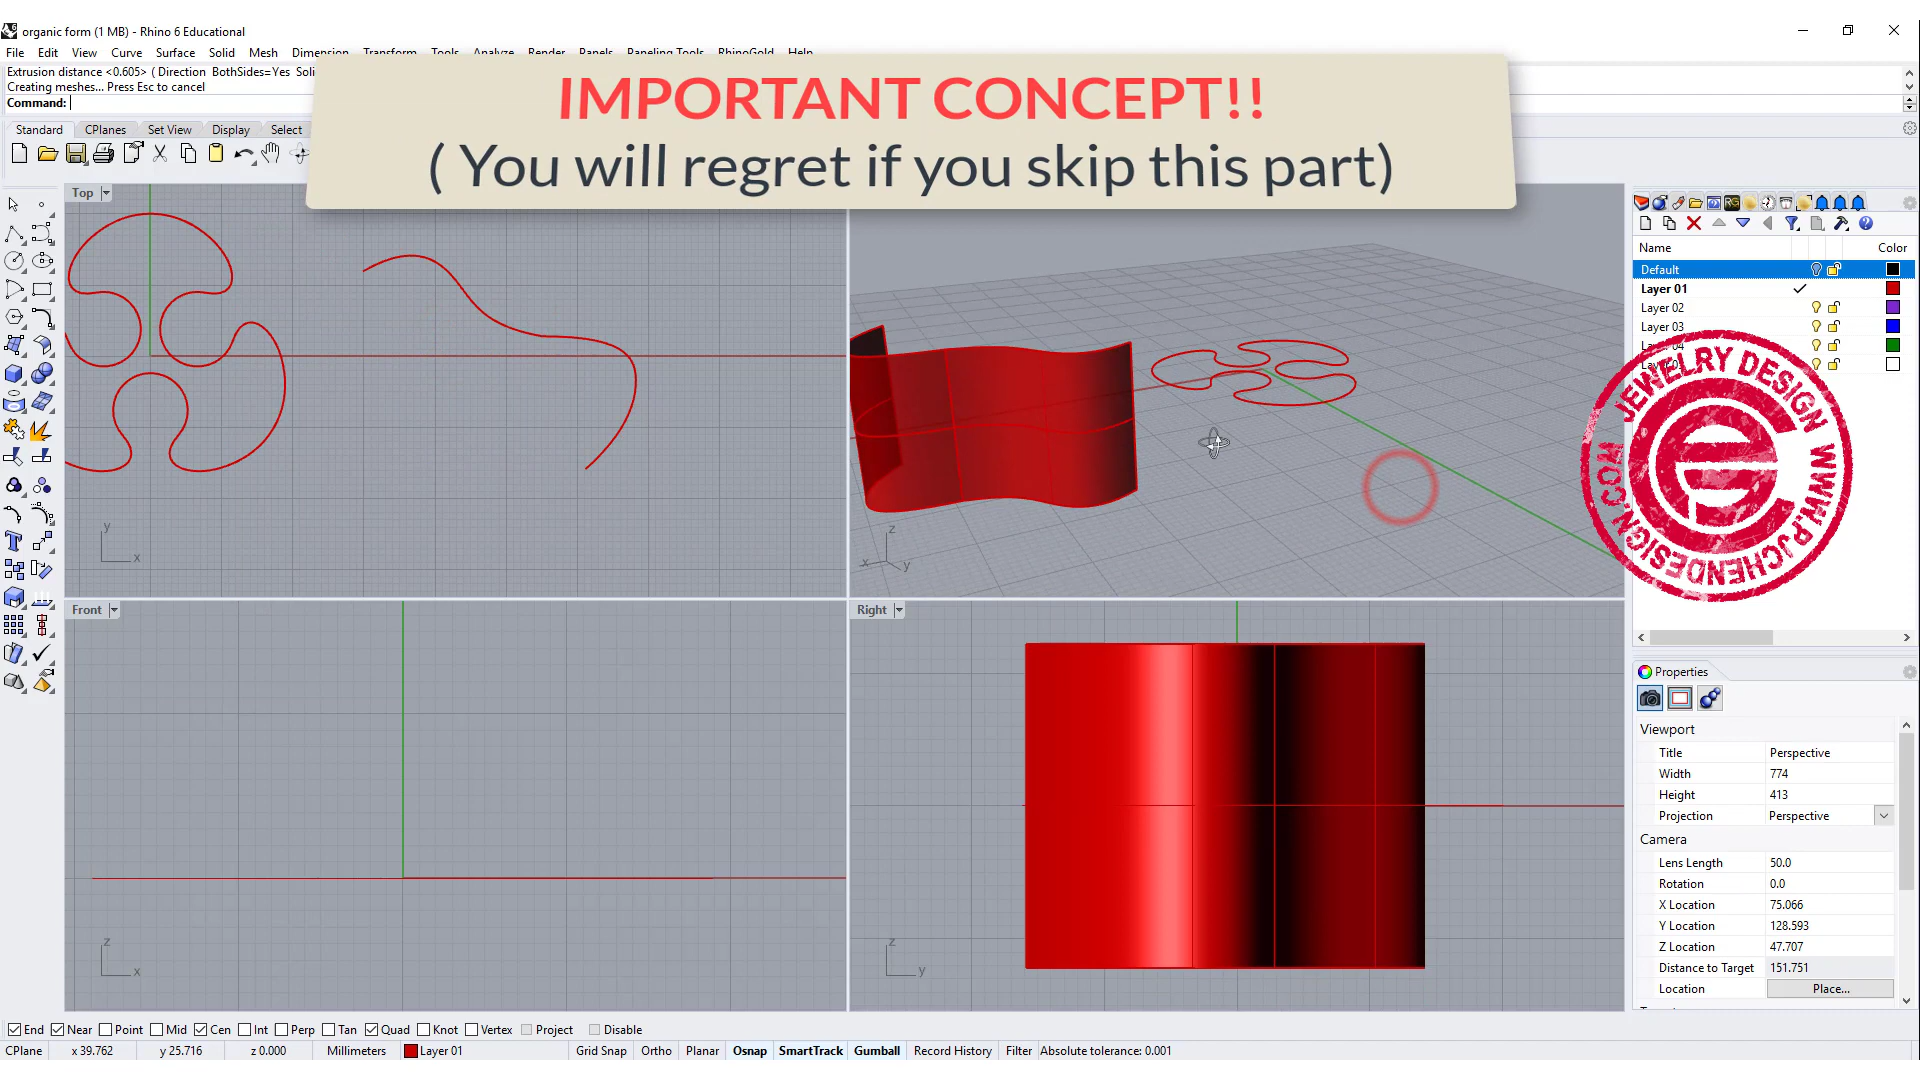 organic form (1 MB) - Rhino 6 Educational
File Edit View Curve Surface Solid Mesh Dimension Transform Tools Analyze Render Panels Paneling Tools RhinoGold Help
Extrusion distance <0.605> ( Direction BothSides=Yes Soli
Creating meshes... Press Esc to cancel
Command:
IMPORTANT CONCEPT!!
( You will regret if you skip this part)
Standard CPlanes Set View Display Select
Top
Name Color
Default
Layer 01
Layer 02
Layer 03
JEWELRY DESIGN
WWW.PJCHENDESIGN.COM
y
x
z
x
y
Front
Right
z
x
z
y
Properties
Viewport
Title Perspective
Width 774
Height 413
Projection Perspective
Camera
Lens Length 50.0
Rotation 0.0
X Location 75.066
Y Location 128.593
Z Location 47.707
Distance to Target 151.751
Location Place...
End Near Point Mid Cen Int Perp Tan Quad Knot Vertex Project Disable
CPlane x 39.762 y 25.716 z 0.000 Millimeters Layer 01 Grid Snap Ortho Planar Osnap SmartTrack Gumball Record History Filter Absolute tolerance: 0.001